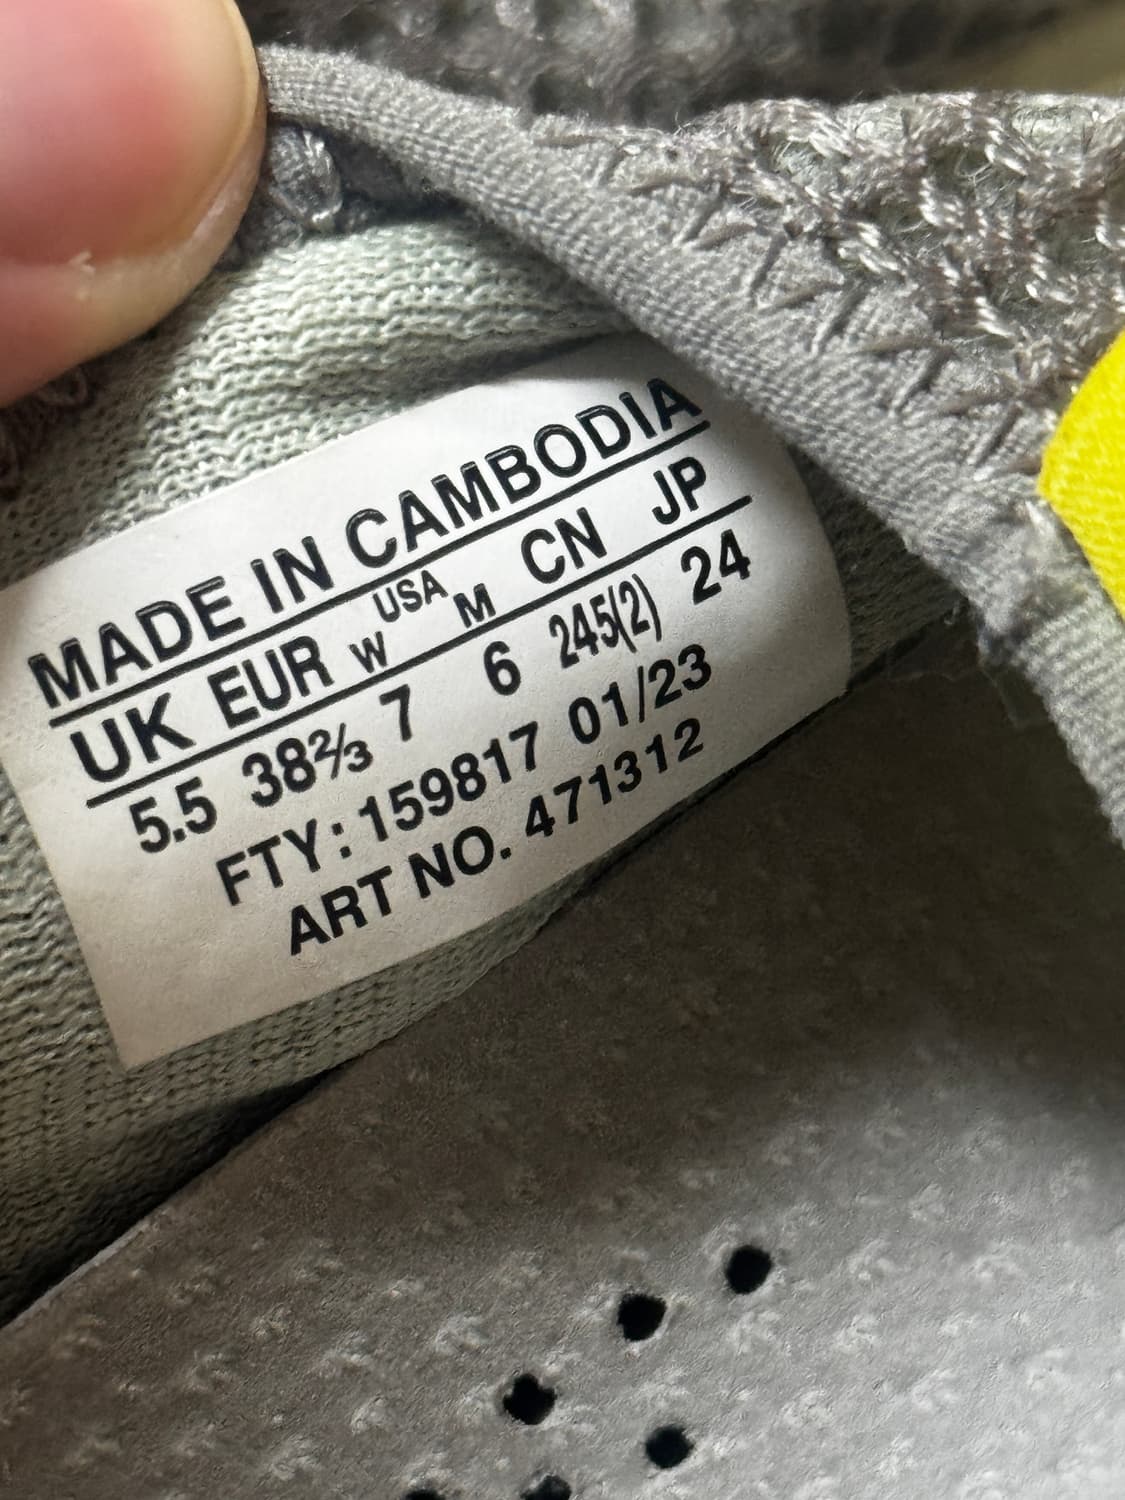 MADE IN CAMBODIA
UK EUR W USA M CN JP
5.5 38⅔ 7 6 245(2) 24
FTY: 159817 01/23
ART NO. 471312